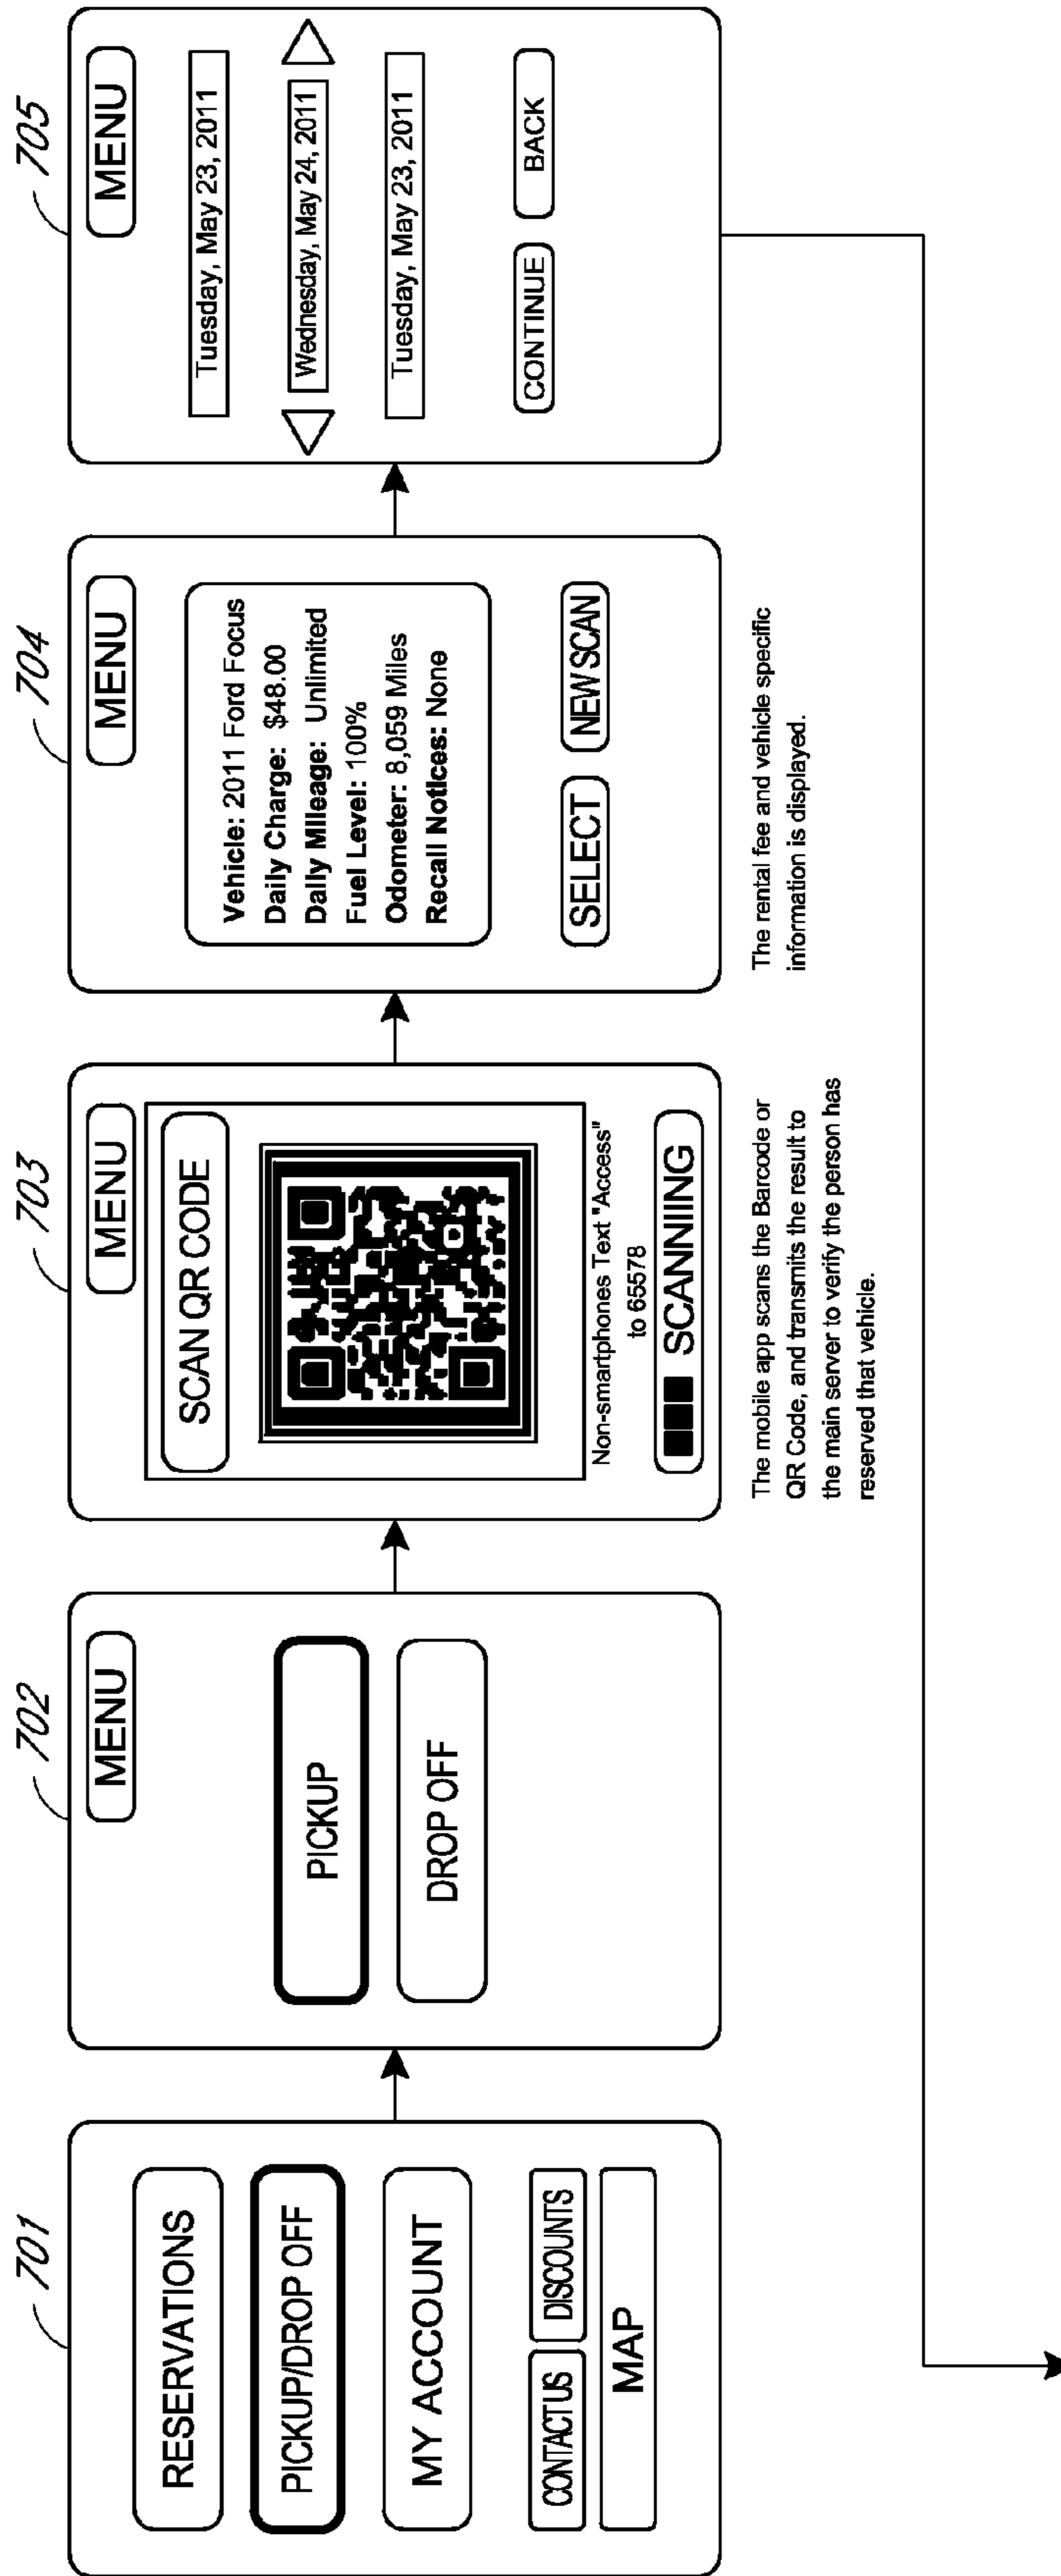 701
RESERVATIONS
PICKUP/DROP OFF
MY ACCOUNT
CONTACT US
DISCOUNTS
MAP
702
MENU
PICKUP
DROP OFF
703
MENU
SCAN QR CODE
Non-smartphones Text "Access"
to 65578
SCANNIING
The mobile app scans the Barcode or
QR Code, and transmits the result to
the main server to verify the person has
reserved that vehicle.
704
MENU
Vehicle: 2011 Ford Focus
Daily Charge: $48.00
Daily Mileage: Unlimited
Fuel Level: 100%
Odometer: 8,059 Miles
Recall Notices: None
SELECT
NEW SCAN
The rental fee and vehicle specific
information is displayed.
705
MENU
Tuesday, May 23, 2011
Wednesday, May 24, 2011
Tuesday, May 23, 2011
CONTINUE
BACK